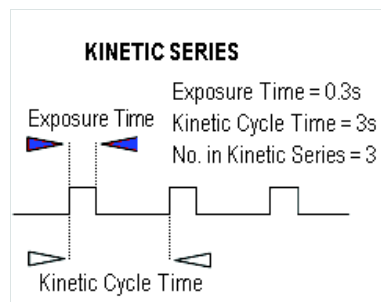 KINETIC SERIES
Exposure Time = 0.3s
Exposure Time
Kinetic Cycle Time = 3s
No. in Kinetic Series = 3
Kinetic Cycle Time